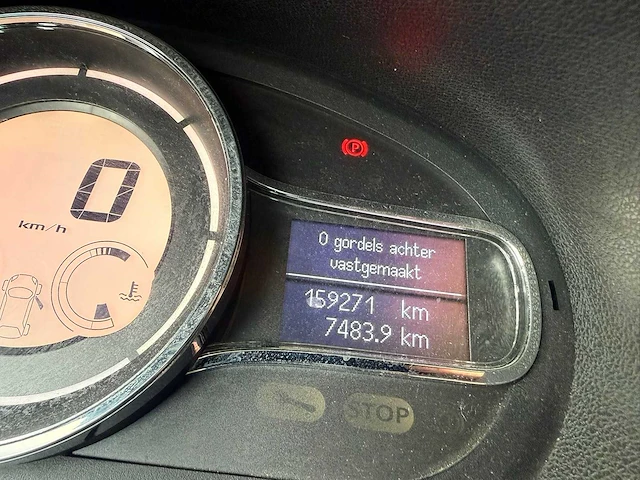 0
km/h
P
0 gordels achter
vastgemaakt
159271 km
7483.9 km
STOP